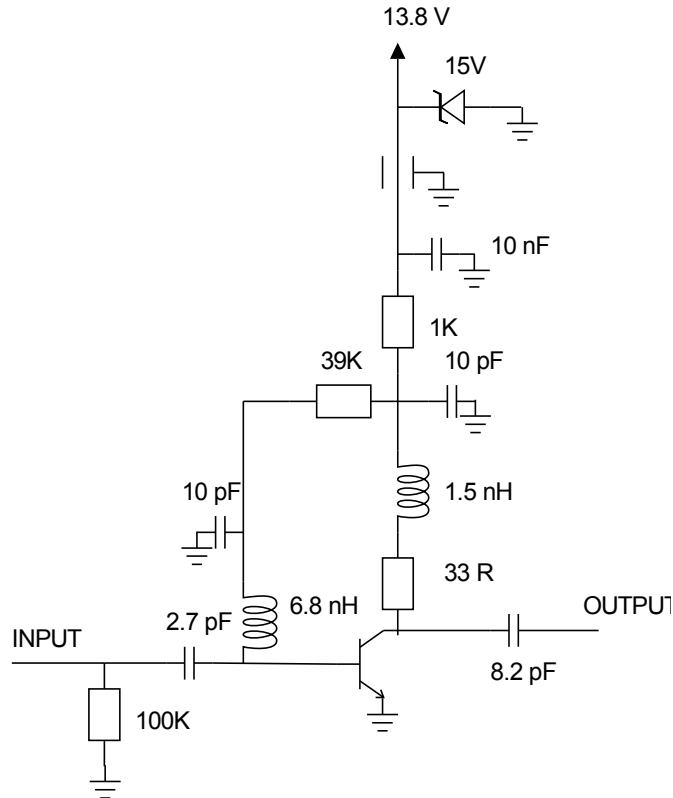 13.8 V
15V
10 nF
1K
39K
10 pF
10 pF
1.5 nH
33 R
6.8 nH
2.7 pF
OUTPUT
INPUT
8.2 pF
100K